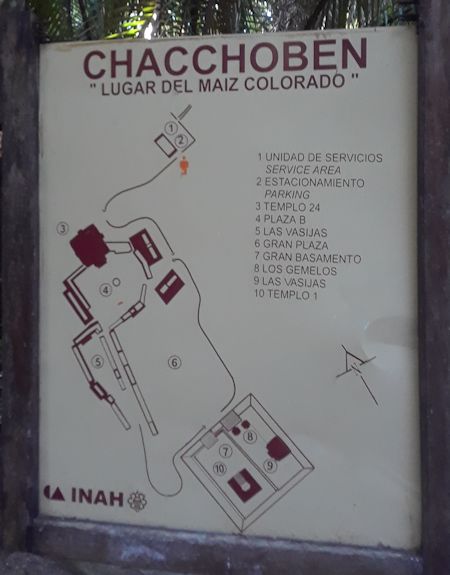 CHACCHOBEN
" LUGAR DEL MAIZ COLORADO "
1 UNIDAD DE SERVICIOS
SERVICE AREA
2 ESTACIONAMIENTO
PARKING
3 TEMPLO 24
4 PLAZA B
5 LAS VASIJAS
6 GRAN PLAZA
7 GRAN BASAMENTO
8 LOS GEMELOS
9 LAS VASIJAS
10 TEMPLO 1
1
2
3
4
5
6
7
8
9
10
INAH